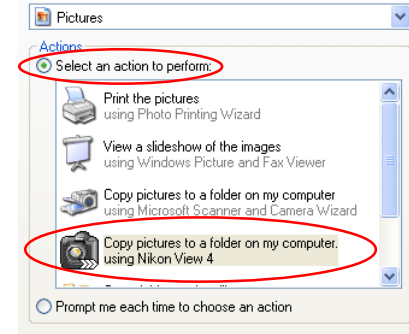 Pictures
Actions
Select an action to perform:
Print the pictures
using Photo Printing Wizard
View a slideshow of the images
using Windows Picture and Fax Viewer
Copy pictures to a folder on my computer
using Microsoft Scanner and Camera Wizard
Copy pictures to a folder on my computer.
using Nikon View 4
Prompt me each time to choose an action